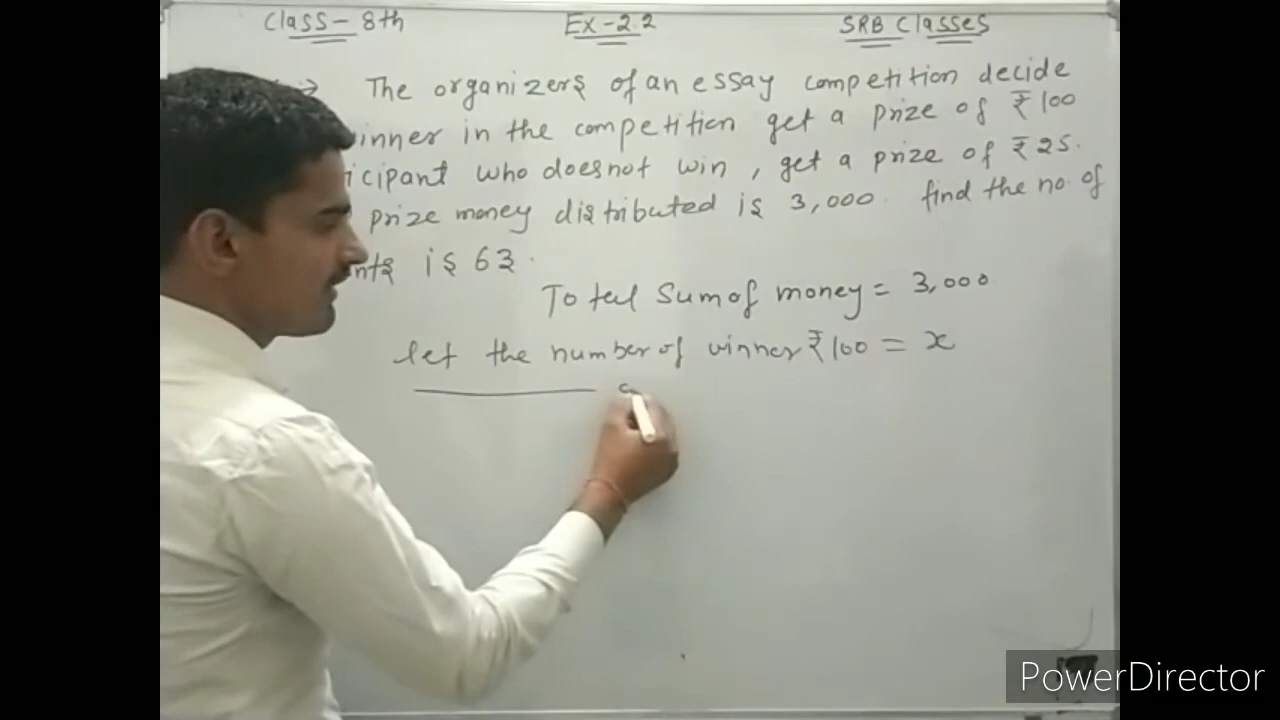 Class - 8th Ex-2.2 SRB Classes
→ The organizers of an essay competition decide
inner in the competition get a prize of ₹100
icipant who does not win, get a prize of ₹25.
prize money distributed is 3,000. find the no. of
nts is 63.
Total Sum of money = 3,000
let the number of winner ₹100 = x
PowerDirector